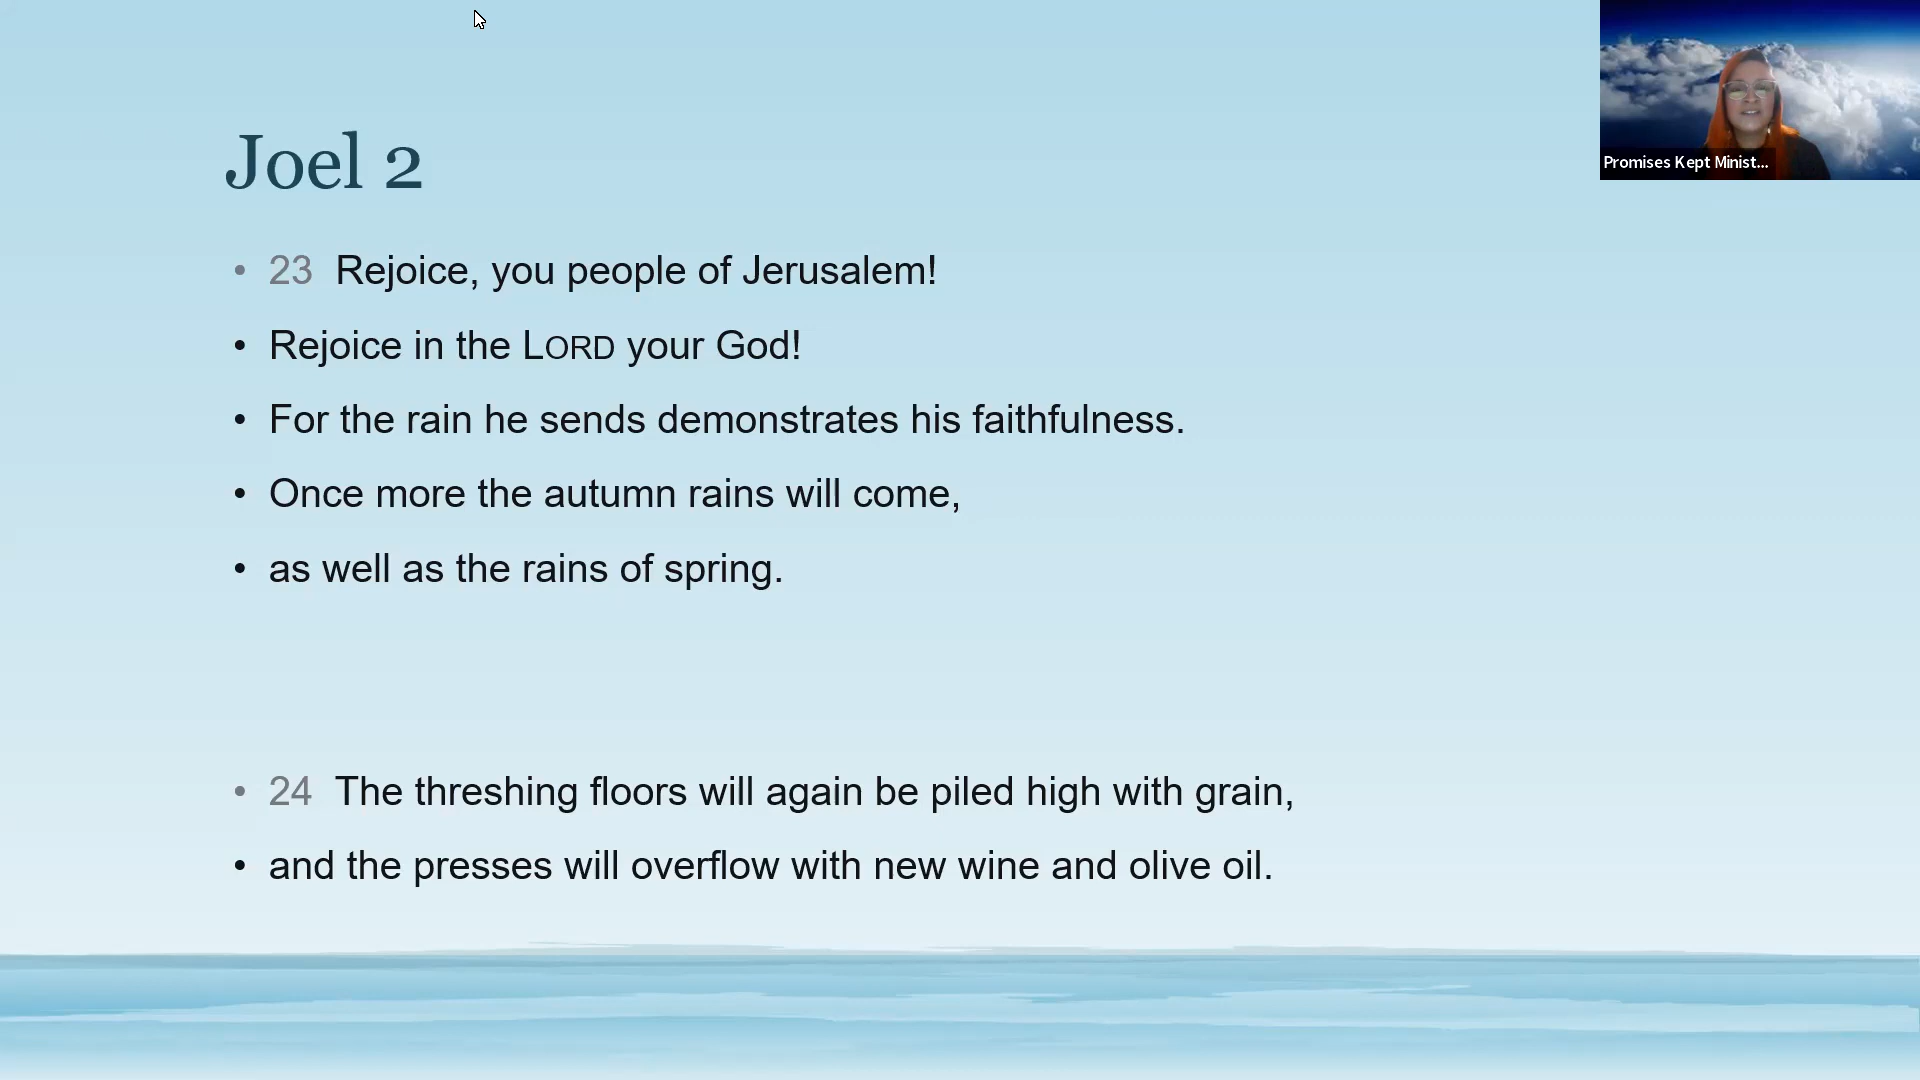 Promises Kept Minist...
Joel 2
• 23 Rejoice, you people of Jerusalem!
• Rejoice in the LORD your God!
• For the rain he sends demonstrates his faithfulness.
• Once more the autumn rains will come,
• as well as the rains of spring.
• 24 The threshing floors will again be piled high with grain,
• and the presses will overflow with new wine and olive oil.